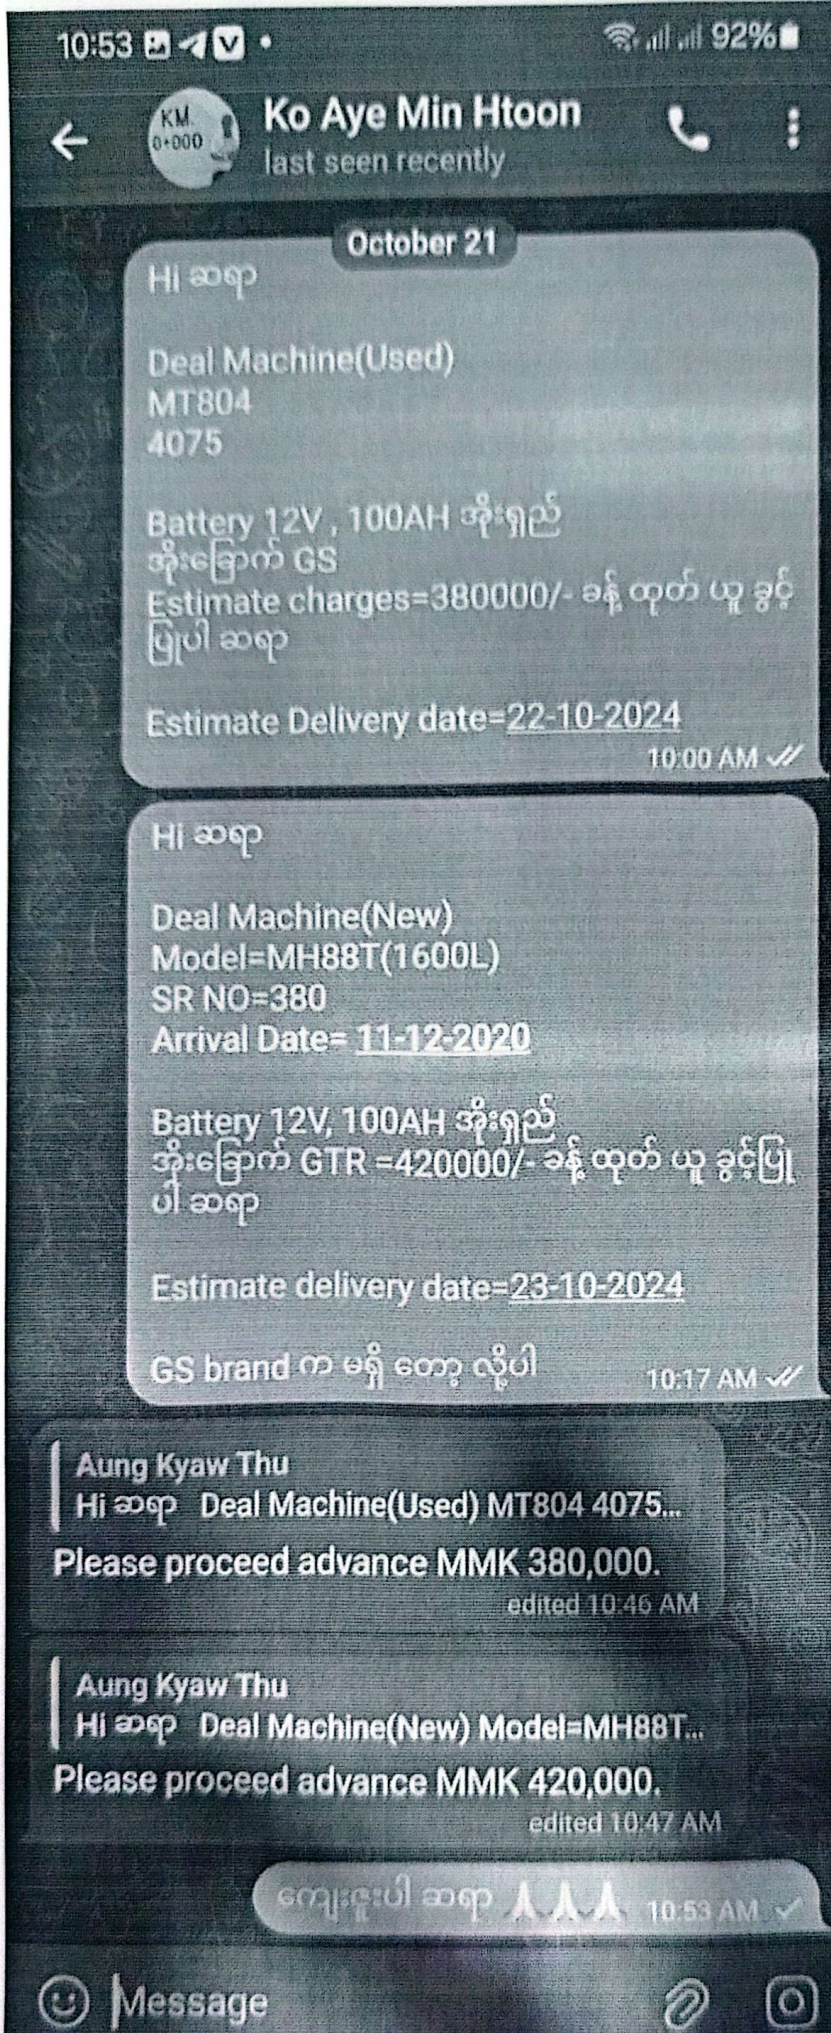 10:53
92%
KM.
0+000
Ko Aye Min Htoon
last seen recently
October 21
Hi ဆရာ
Deal Machine(Used)
MT804
4075
Battery 12V , 100AH အိုးရှည်
အိုးခြောက် GS
Estimate charges=380000/- ခန့် ထုတ် ယူ ခွင့်
ပြုပါ ဆရာ
Estimate Delivery date=22-10-2024
10:00 AM
Hi ဆရာ
Deal Machine(New)
Model=MH88T(1600L)
SR NO=380
Arrival Date= 11-12-2020
Battery 12V, 100AH အိုးရှည်
အိုးခြောက် GTR =420000/- ခန့် ထုတ် ယူ ခွင့်ပြု
ပါ ဆရာ
Estimate delivery date=23-10-2024
GS brand က မရှိ တော့ လို့ပါ
10:17 AM
Aung Kyaw Thu
Hi ဆရာ Deal Machine(Used) MT804 4075...
Please proceed advance MMK 380,000.
edited 10:46 AM
Aung Kyaw Thu
Hi ဆရာ Deal Machine(New) Model=MH88T...
Please proceed advance MMK 420,000.
edited 10:47 AM
ကျေးဇူးပါ ဆရာ 🙏🙏🙏 10:53 AM
Message